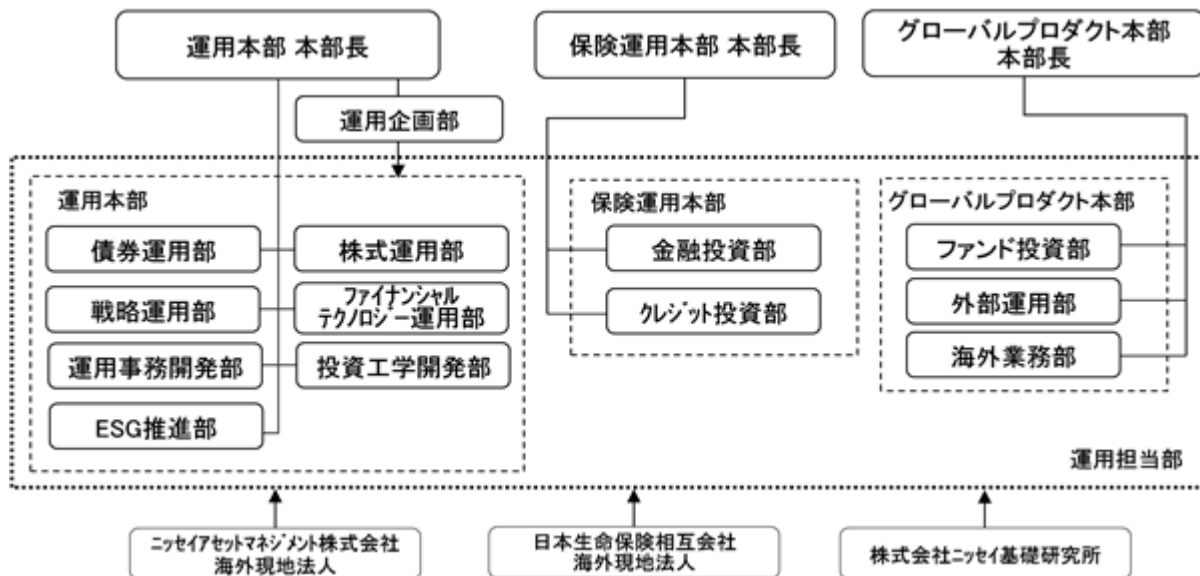 運用本部 本部長
保険運用本部 本部長
グローバルプロダクト本部
本部長
運用企画部
運用本部
債券運用部
株式運用部
戦略運用部
ファイナンシャル
テクノロジー運用部
運用事務開発部
投資工学開発部
ESG推進部
保険運用本部
金融投資部
クレジット投資部
グローバルプロダクト本部
ファンド投資部
外部運用部
海外業務部
運用担当部
ニッセイアセットマネジメント株式会社
海外現地法人
日本生命保険相互会社
海外現地法人
株式会社ニッセイ基礎研究所